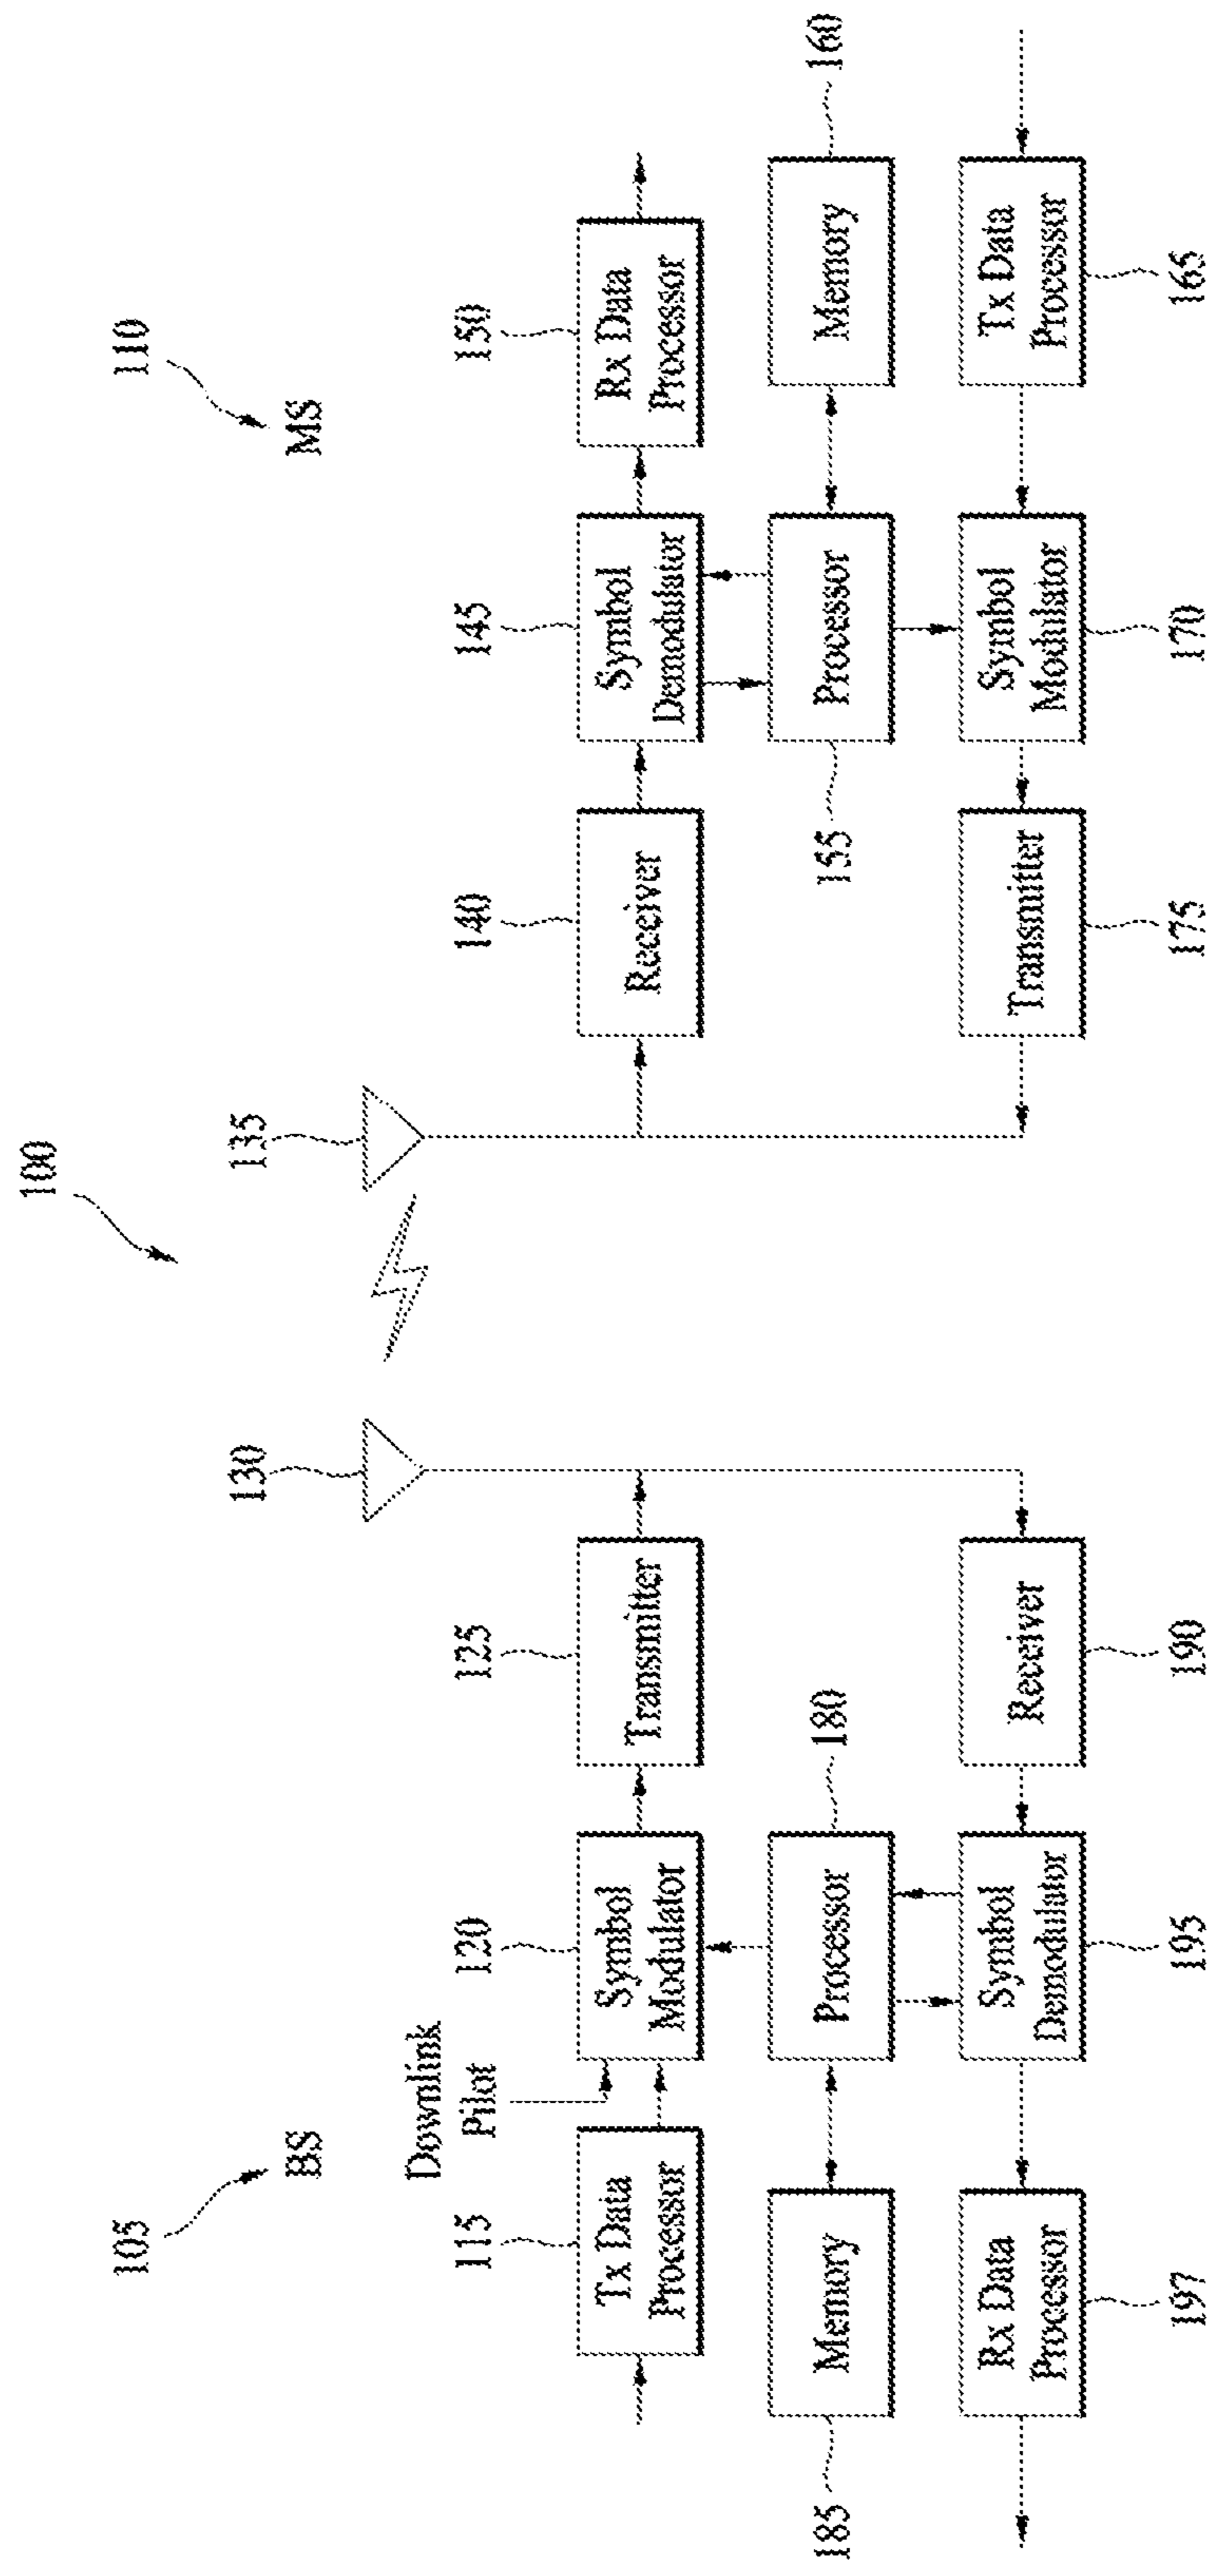 100
105
BS
110
MS
Downlink
Pilot
115
Tx Data
Processor
120
Symbol
Modulator
125
Transmitter
130
135
140
Receiver
145
Symbol
Demodulator
150
Rx Data
Processor
185
Memory
180
Processor
155
Processor
160
Memory
197
Rx Data
Processor
195
Symbol
Demodulator
190
Receiver
175
Transmitter
170
Symbol
Modulator
165
Tx Data
Processor